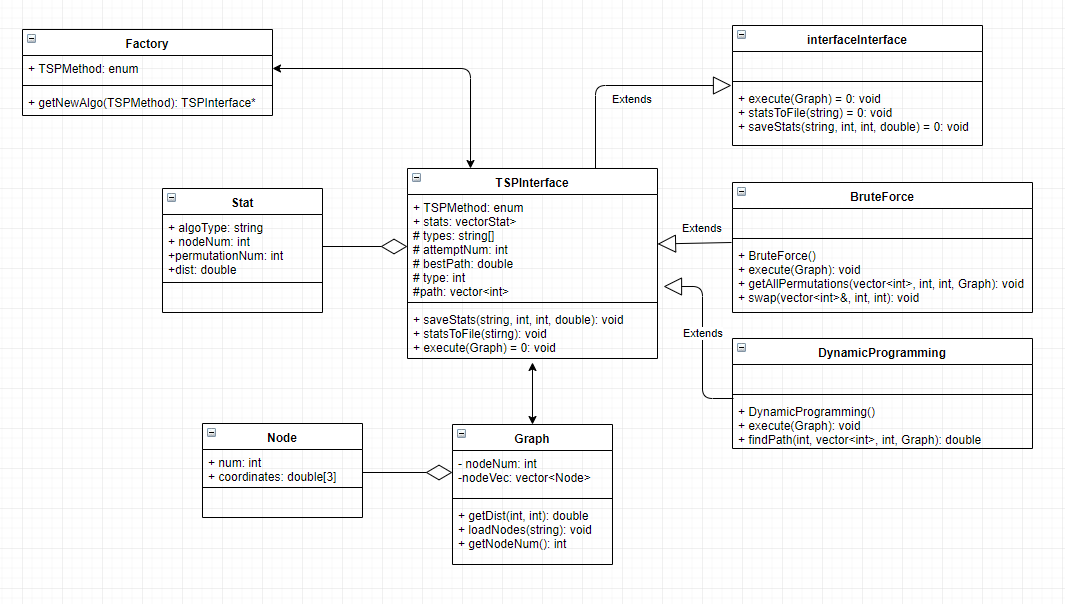 Factory
+ TSPMethod: enum
+ getNewAlgo(TSPMethod): TSPInterface*
interfaceInterface
+ execute(Graph) = 0: void
+ statsToFile(string) = 0: void
+ saveStats(string, int, int, double) = 0: void
Extends
TSPInterface
+ TSPMethod: enum
+ stats: vectorStat>
# types: string[]
# attemptNum: int
# bestPath: double
# type: int
#path: vector<int>
+ saveStats(string, int, int, double): void
+ statsToFile(stirng): void
+ execute(Graph) = 0: void
Stat
+ algoType: string
+ nodeNum: int
+permutationNum: int
+dist: double
Extends
BruteForce
+ BruteForce()
+ execute(Graph): void
+ getAllPermutations(vector<int>, int, int, Graph): void
+ swap(vector<int>&, int, int): void
Extends
DynamicProgramming
+ DynamicProgramming()
+ execute(Graph): void
+ findPath(int, vector<int>, int, Graph): double
Node
+ num: int
+ coordinates: double[3]
Graph
- nodeNum: int
-nodeVec: vector<Node>
+ getDist(int, int): double
+ loadNodes(string): void
+ getNodeNum(): int